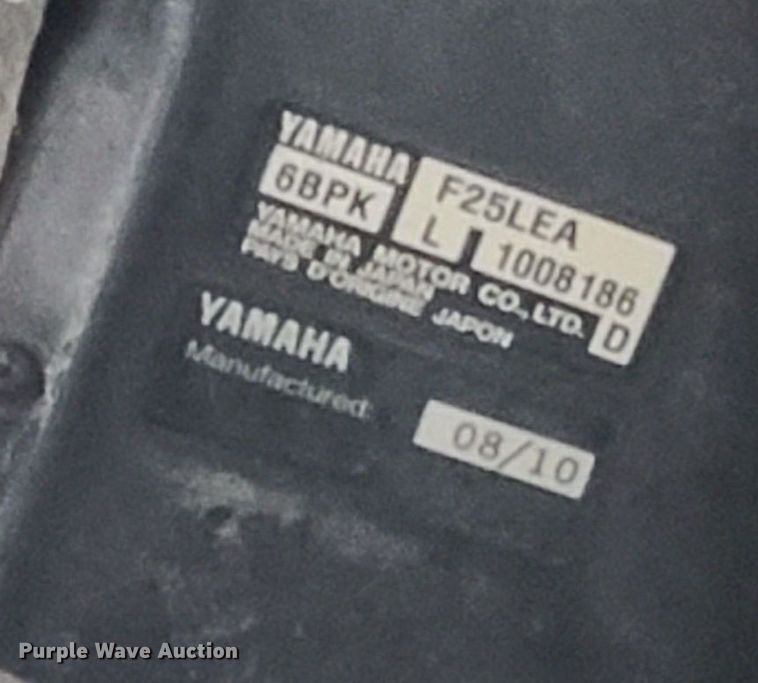 YAMAHA
6BPK F25LEA
L 1008186
YAMAHA MOTOR CO., LTD.
MADE IN JAPAN
PAYS D'ORIGINE JAPON
D
YAMAHA
Manufactured:
08/10
Purple Wave Auction